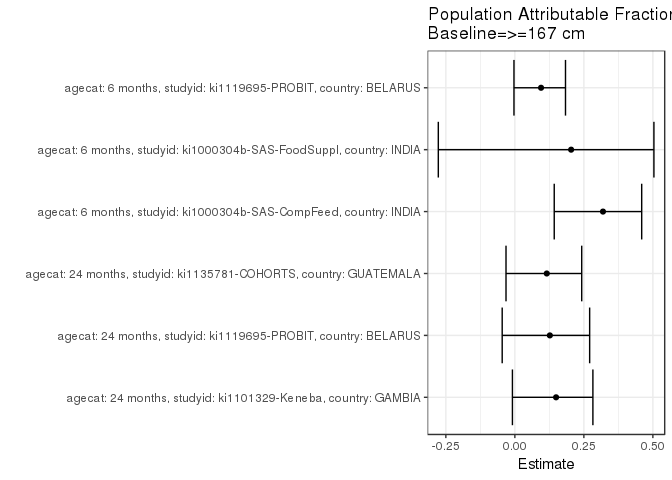 Population Attributable Fraction
Baseline=>=167 cm
agecat: 6 months, studyid: ki1119695-PROBIT, country: BELARUS
agecat: 6 months, studyid: ki1000304b-SAS-FoodSuppl, country: INDIA
agecat: 6 months, studyid: ki1000304b-SAS-CompFeed, country: INDIA
agecat: 24 months, studyid: ki1135781-COHORTS, country: GUATEMALA
agecat: 24 months, studyid: ki1119695-PROBIT, country: BELARUS
agecat: 24 months, studyid: ki1101329-Keneba, country: GAMBIA
-0.25 0.00 0.25 0.50
Estimate